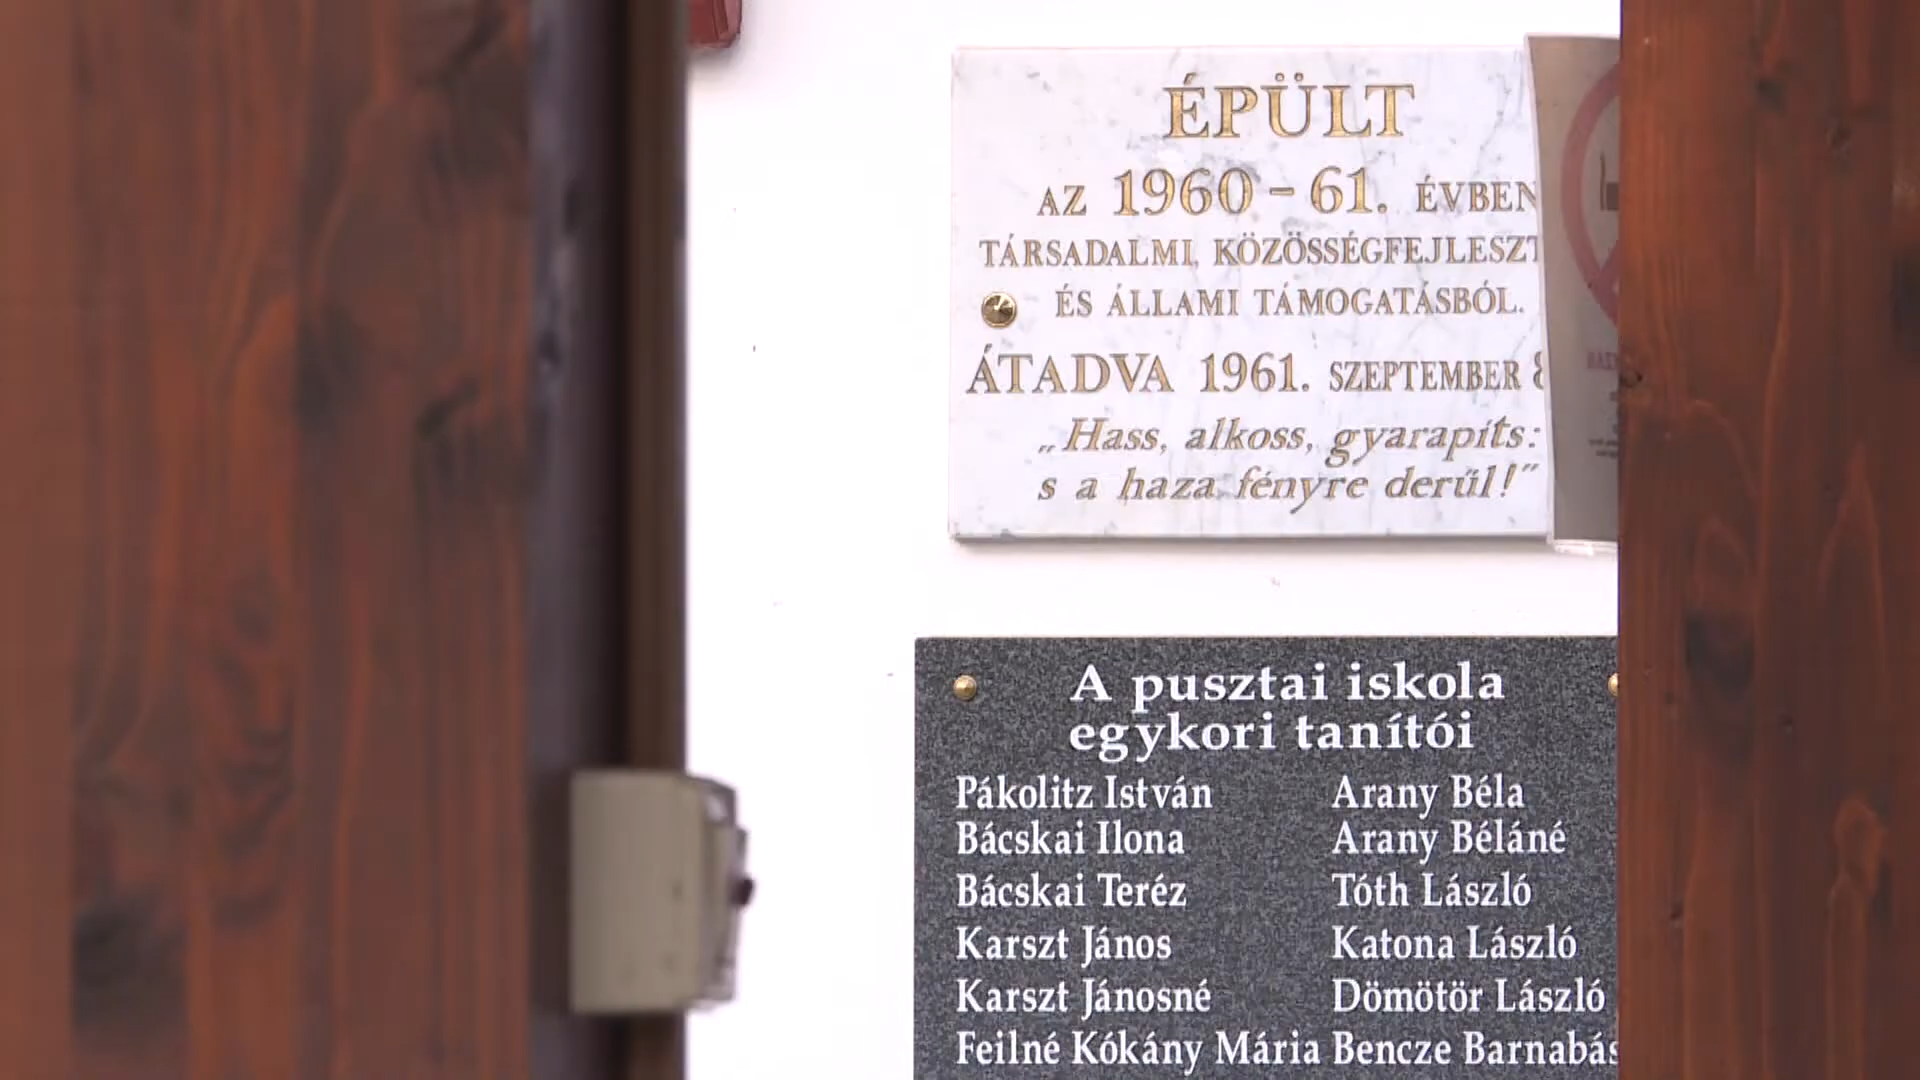 ÉPÜLT
AZ 1960 – 61. ÉVBEN
TÁRSADALMI, KÖZÖSSÉGFEJLESZT
ÉS ÁLLAMI TÁMOGATÁSBÓL.
ÁTADVA 1961. SZEPTEMBER 8
„Hass, alkoss, gyarapíts:
s a haza fényre derűl!”
A pusztai iskola
egykori tanítói
Pákolitz István Arany Béla
Bácskai Ilona Arany Béláné
Bácskai Teréz Tóth László
Karszt János Katona László
Karszt Jánosné Dömötör László
Feilné Kókány Mária Bencze Barnabás